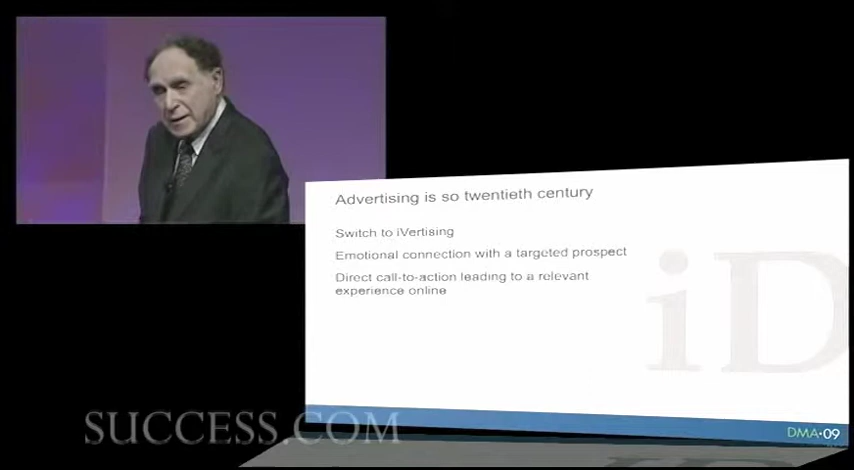 Advertising is so twentieth century
Switch to iVertising
Emotional connection with a targeted prospect
Direct call-to-action leading to a relevant
experience online
iD
SUCCESS.COM
DMA•09